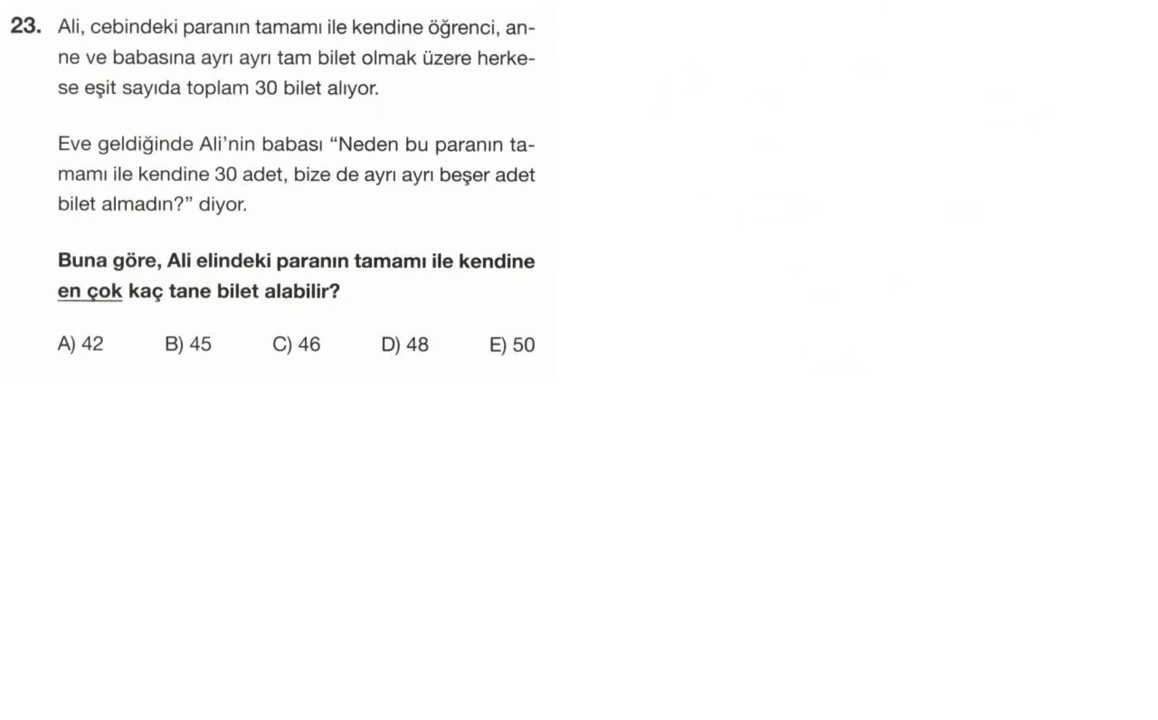 23. Ali, cebindeki paranın tamamı ile kendine öğrenci, an-
ne ve babasına ayrı ayrı tam bilet olmak üzere herke-
se eşit sayıda toplam 30 bilet alıyor.
Eve geldiğinde Ali’nin babası “Neden bu paranın ta-
mamı ile kendine 30 adet, bize de ayrı ayrı beşer adet
bilet almadın?” diyor.
Buna göre, Ali elindeki paranın tamamı ile kendine
en çok kaç tane bilet alabilir?
A) 42 B) 45 C) 46 D) 48 E) 50